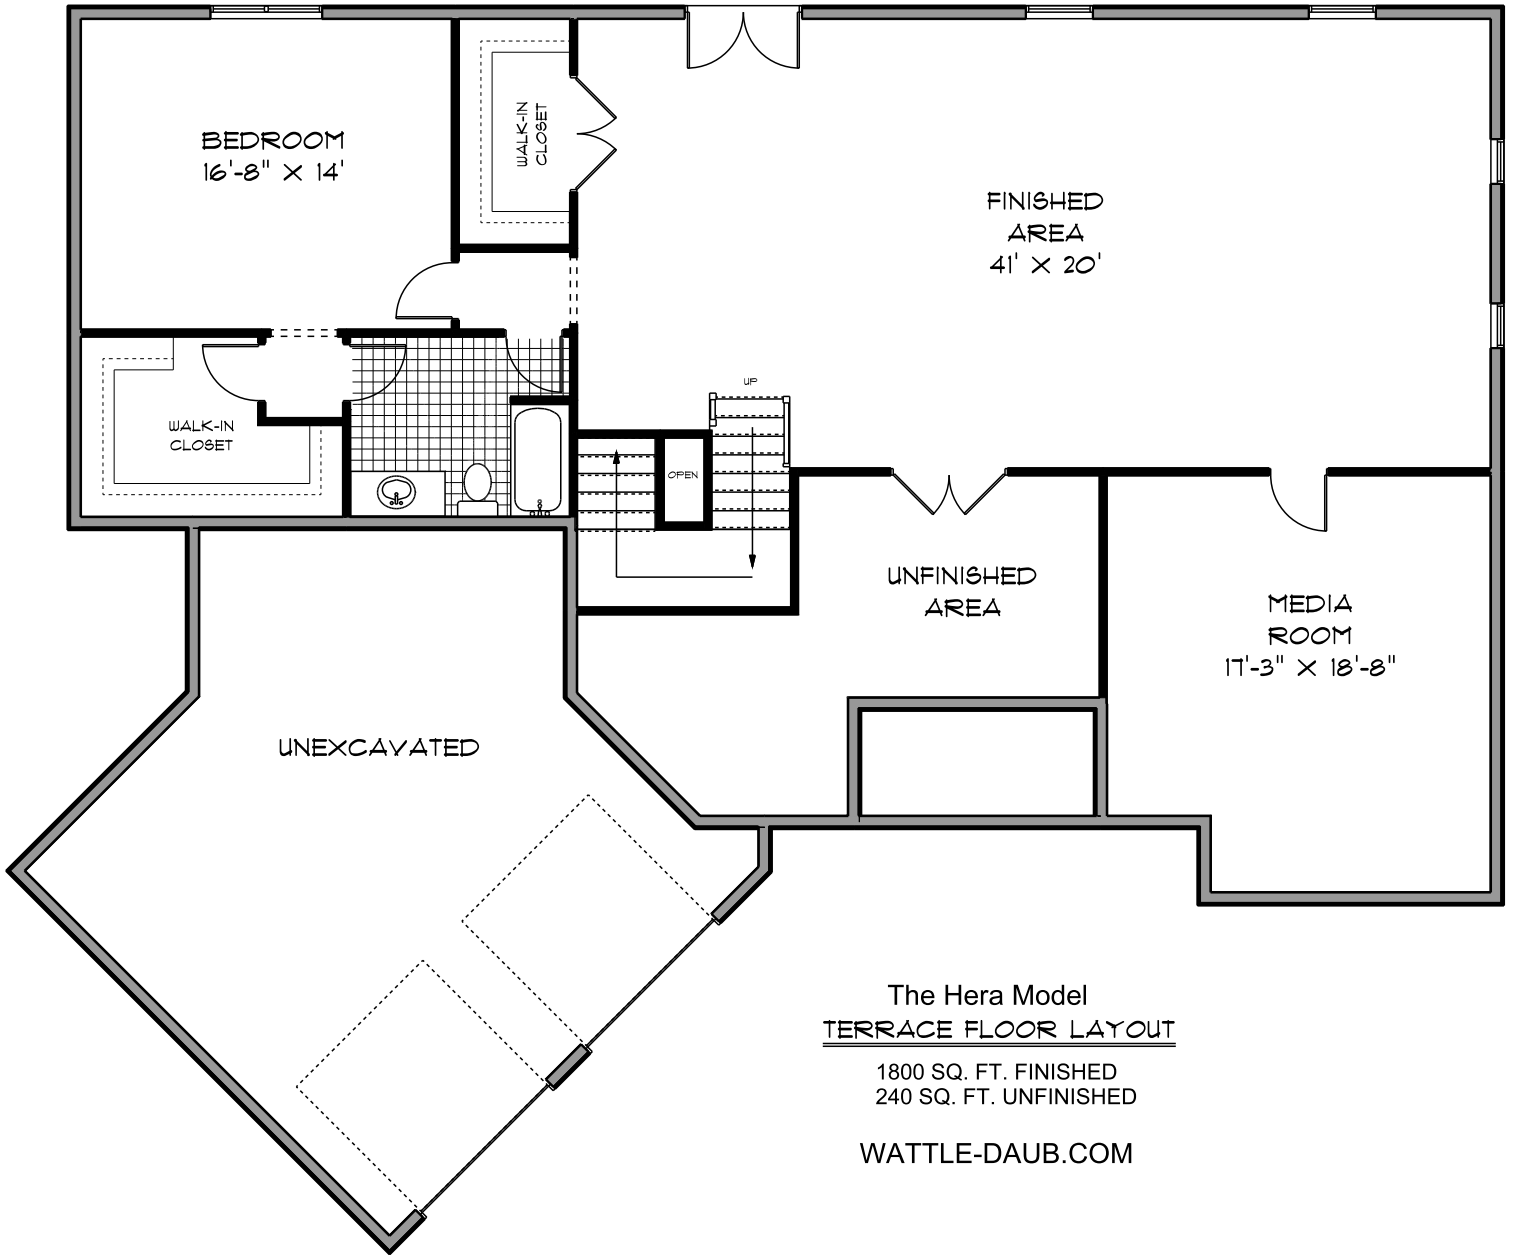 BEDROOM
16'-8" X 14'
WALK-IN
CLOSET
FINISHED
AREA
41' X 20'
UP
WALK-IN
CLOSET
OPEN
UNFINISHED
AREA
MEDIA
ROOM
17'-3" X 18'-8"
UNEXCAVATED
The Hera Model
TERRACE FLOOR LAYOUT
1800 SQ. FT. FINISHED
240 SQ. FT. UNFINISHED
WATTLE-DAUB.COM